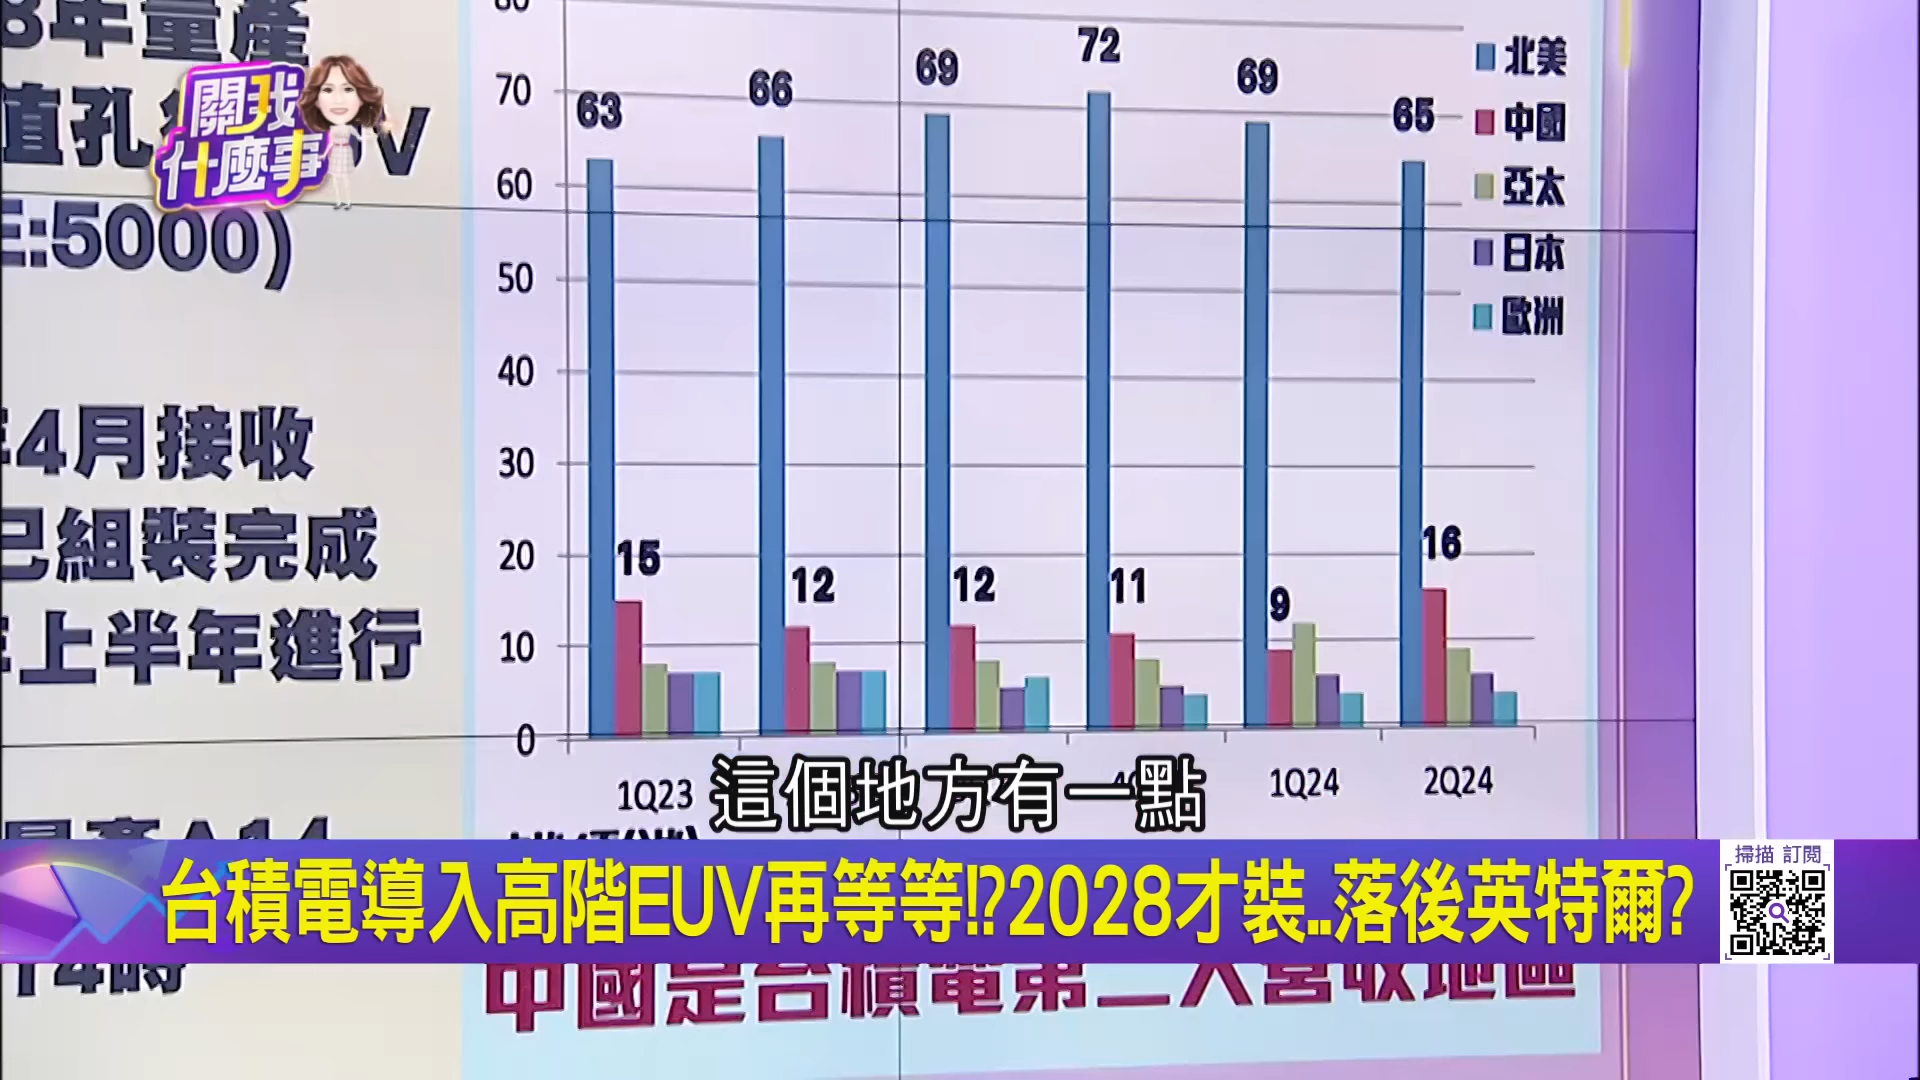 8年量產
值孔
V
E:5000)
4月接收
已組裝完成
上半年進行
14時
關我
什麼事
80
70
60
50
40
30
20
10
0
63
66
69
72
69
65
15
12
12
11
9
16
北美
中國
亞太
日本
歐洲
1Q23
1Q24
2Q24
這個地方有一點
台積電導入高階EUV再等等!?2028才裝..落後英特爾?
掃描 訂閱
中國是台積電第二大營收地區